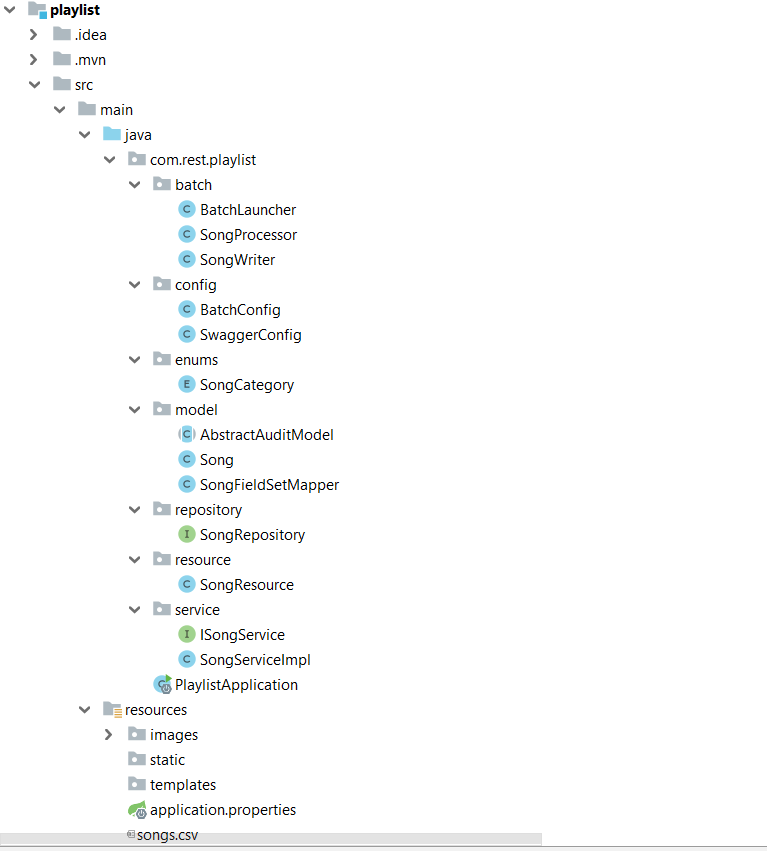 playlist
.idea
.mvn
src
main
java
com.rest.playlist
batch
C BatchLauncher
C SongProcessor
C SongWriter
config
C BatchConfig
C SwaggerConfig
enums
E SongCategory
model
C AbstractAuditModel
C Song
C SongFieldSetMapper
repository
I SongRepository
resource
C SongResource
service
I ISongService
C SongServiceImpl
C PlaylistApplication
resources
images
static
templates
application.properties
songs.csv